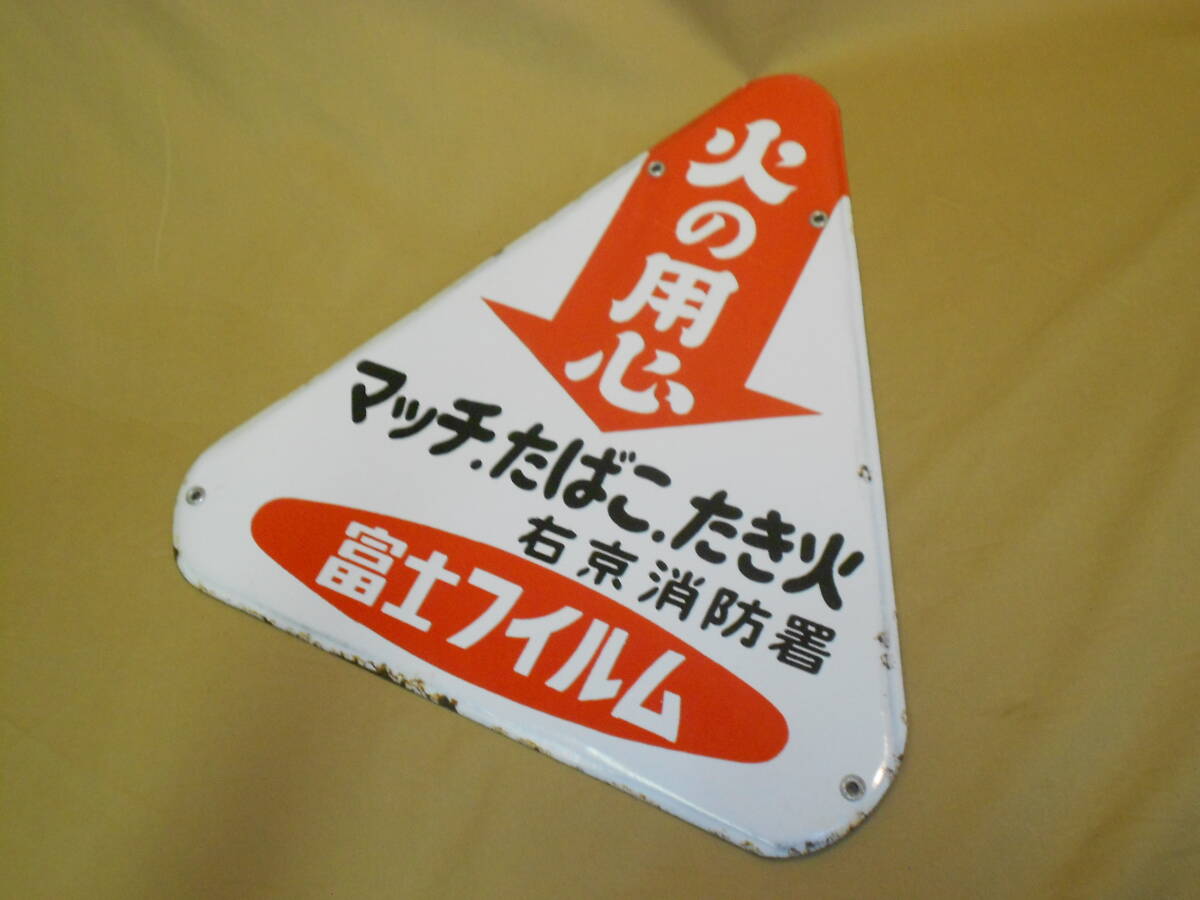 火の用心
マッチ.たばこ.たき火
右京消防署
富士フイルム